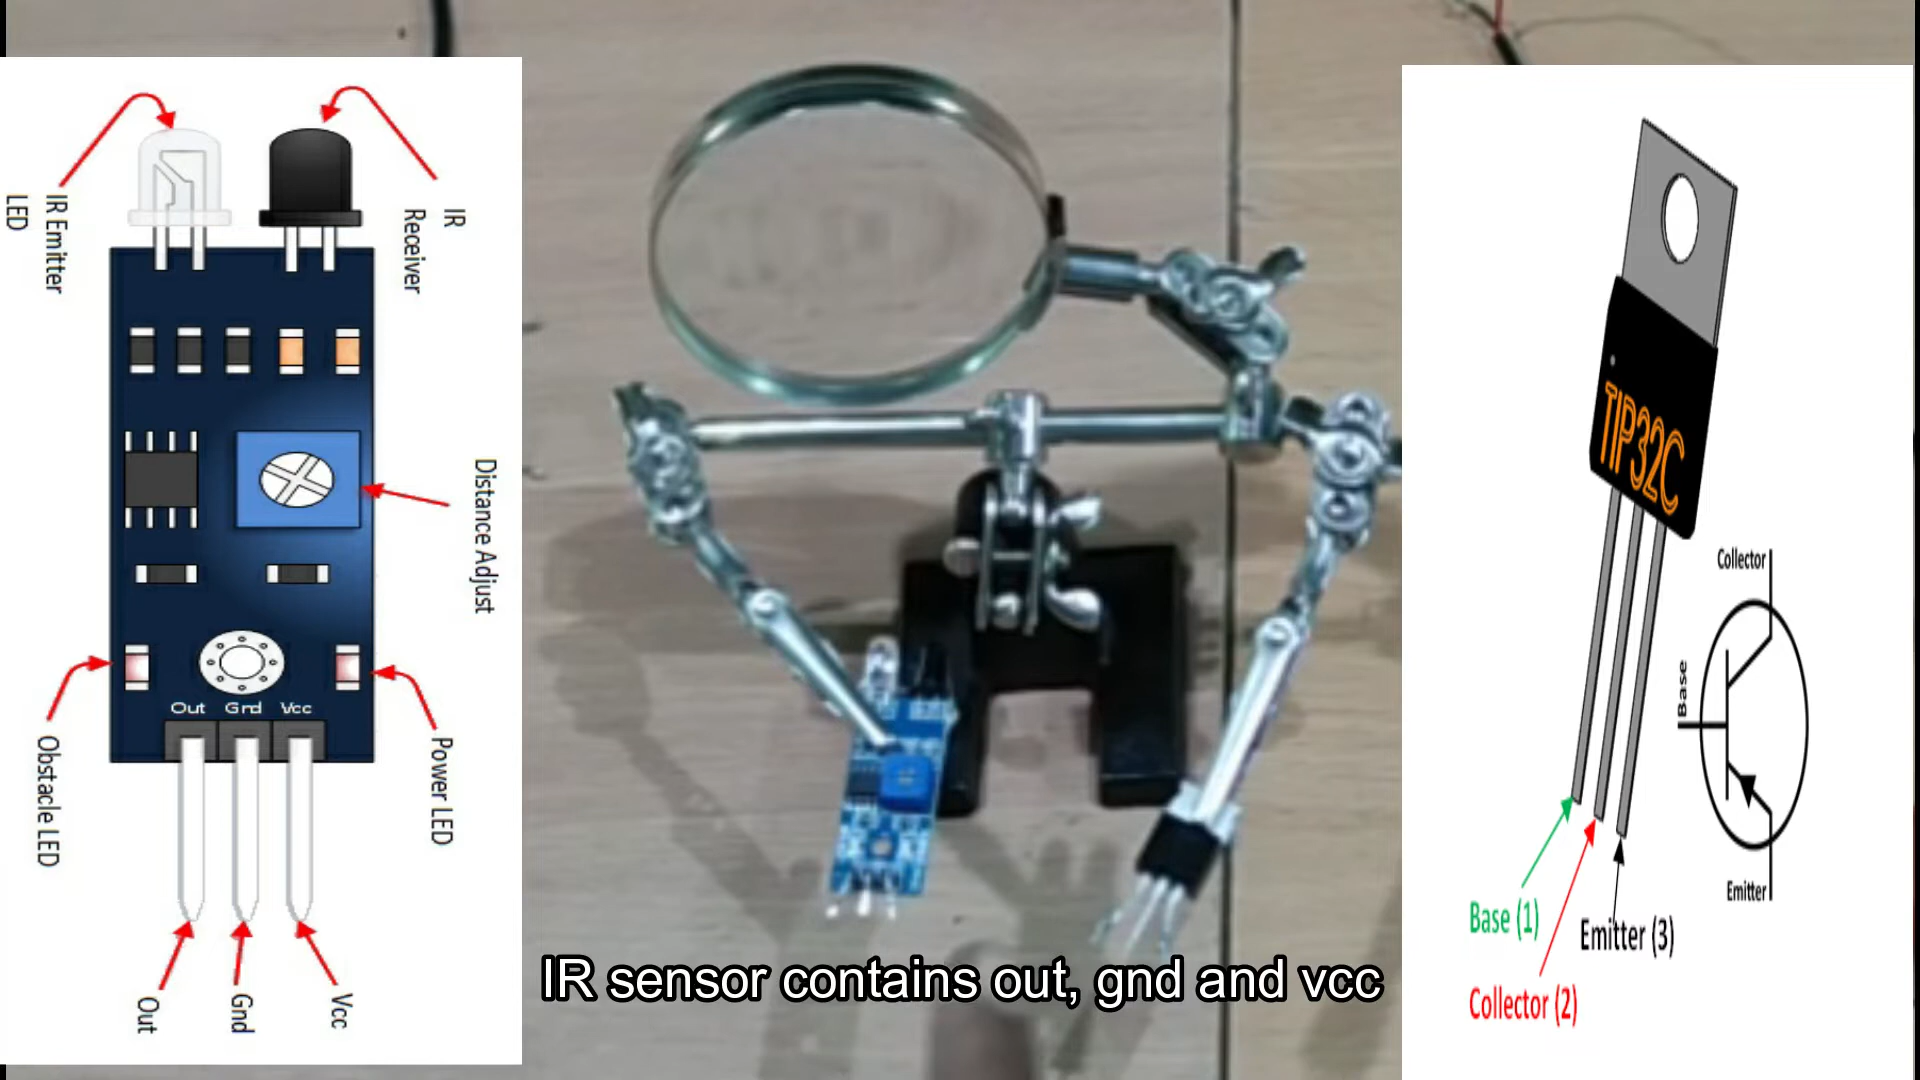 IR Emitter
LED
IR
Receiver
Distance Adjust
Out Gnd Vcc
Obstacle LED
Power LED
Out
Gnd
Vcc
TIP32C
Collector
Base
Emitter
Base (1)
Emitter (3)
Collector (2)
IR sensor contains out, gnd and vcc